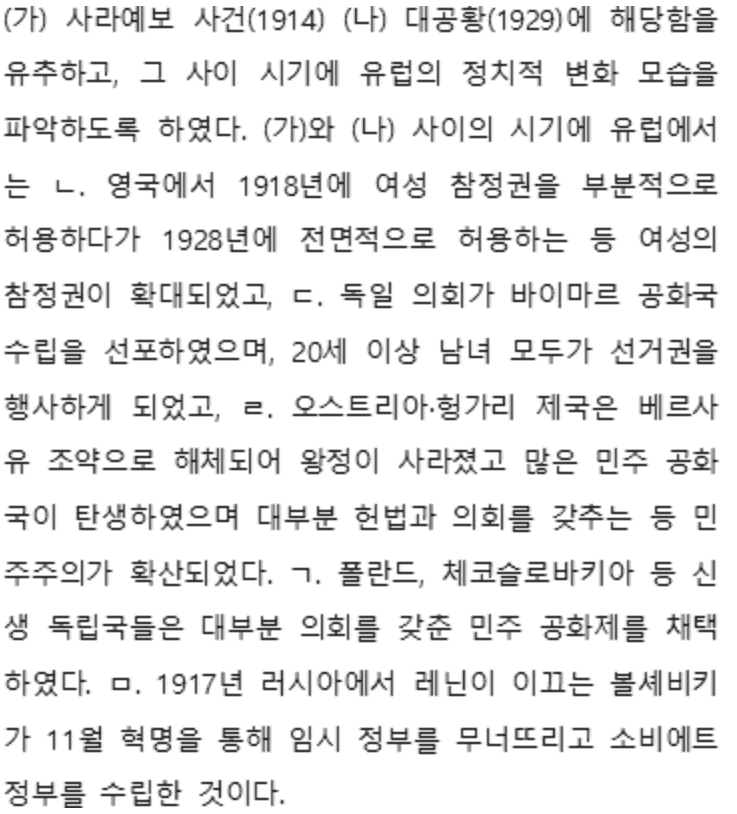 (가) 사라예보 사건(1914) (나) 대공황(1929)에 해당함을
유추하고, 그 사이 시기에 유럽의 정치적 변화 모습을
파악하도록 하였다. (가)와 (나) 사이의 시기에 유럽에서
는 ㄴ. 영국에서 1918년에 여성 참정권을 부분적으로
허용하다가 1928년에 전면적으로 허용하는 등 여성의
참정권이 확대되었고, ㄷ. 독일 의회가 바이마르 공화국
수립을 선포하였으며, 20세 이상 남녀 모두가 선거권을
행사하게 되었고, ㄹ. 오스트리아·헝가리 제국은 베르사
유 조약으로 해체되어 왕정이 사라졌고 많은 민주 공화
국이 탄생하였으며 대부분 헌법과 의회를 갖추는 등 민
주주의가 확산되었다. ㄱ. 폴란드, 체코슬로바키아 등 신
생 독립국들은 대부분 의회를 갖춘 민주 공화제를 채택
하였다. ㅁ. 1917년 러시아에서 레닌이 이끄는 볼셰비키
가 11월 혁명을 통해 임시 정부를 무너뜨리고 소비에트
정부를 수립한 것이다.